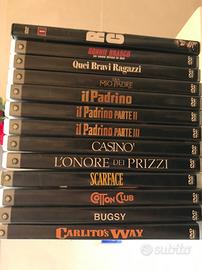 DONNIE BRASCO
Quei Bravi Ragazzi
MIO PADRE
il Padrino
il Padrino PARTE II
il Padrino PARTE III
CASINO'
L'ONORE DEI PRIZZI
SCARFACE
COTTON CLUB
BUGSY
CARLITO'S WAY
Subito